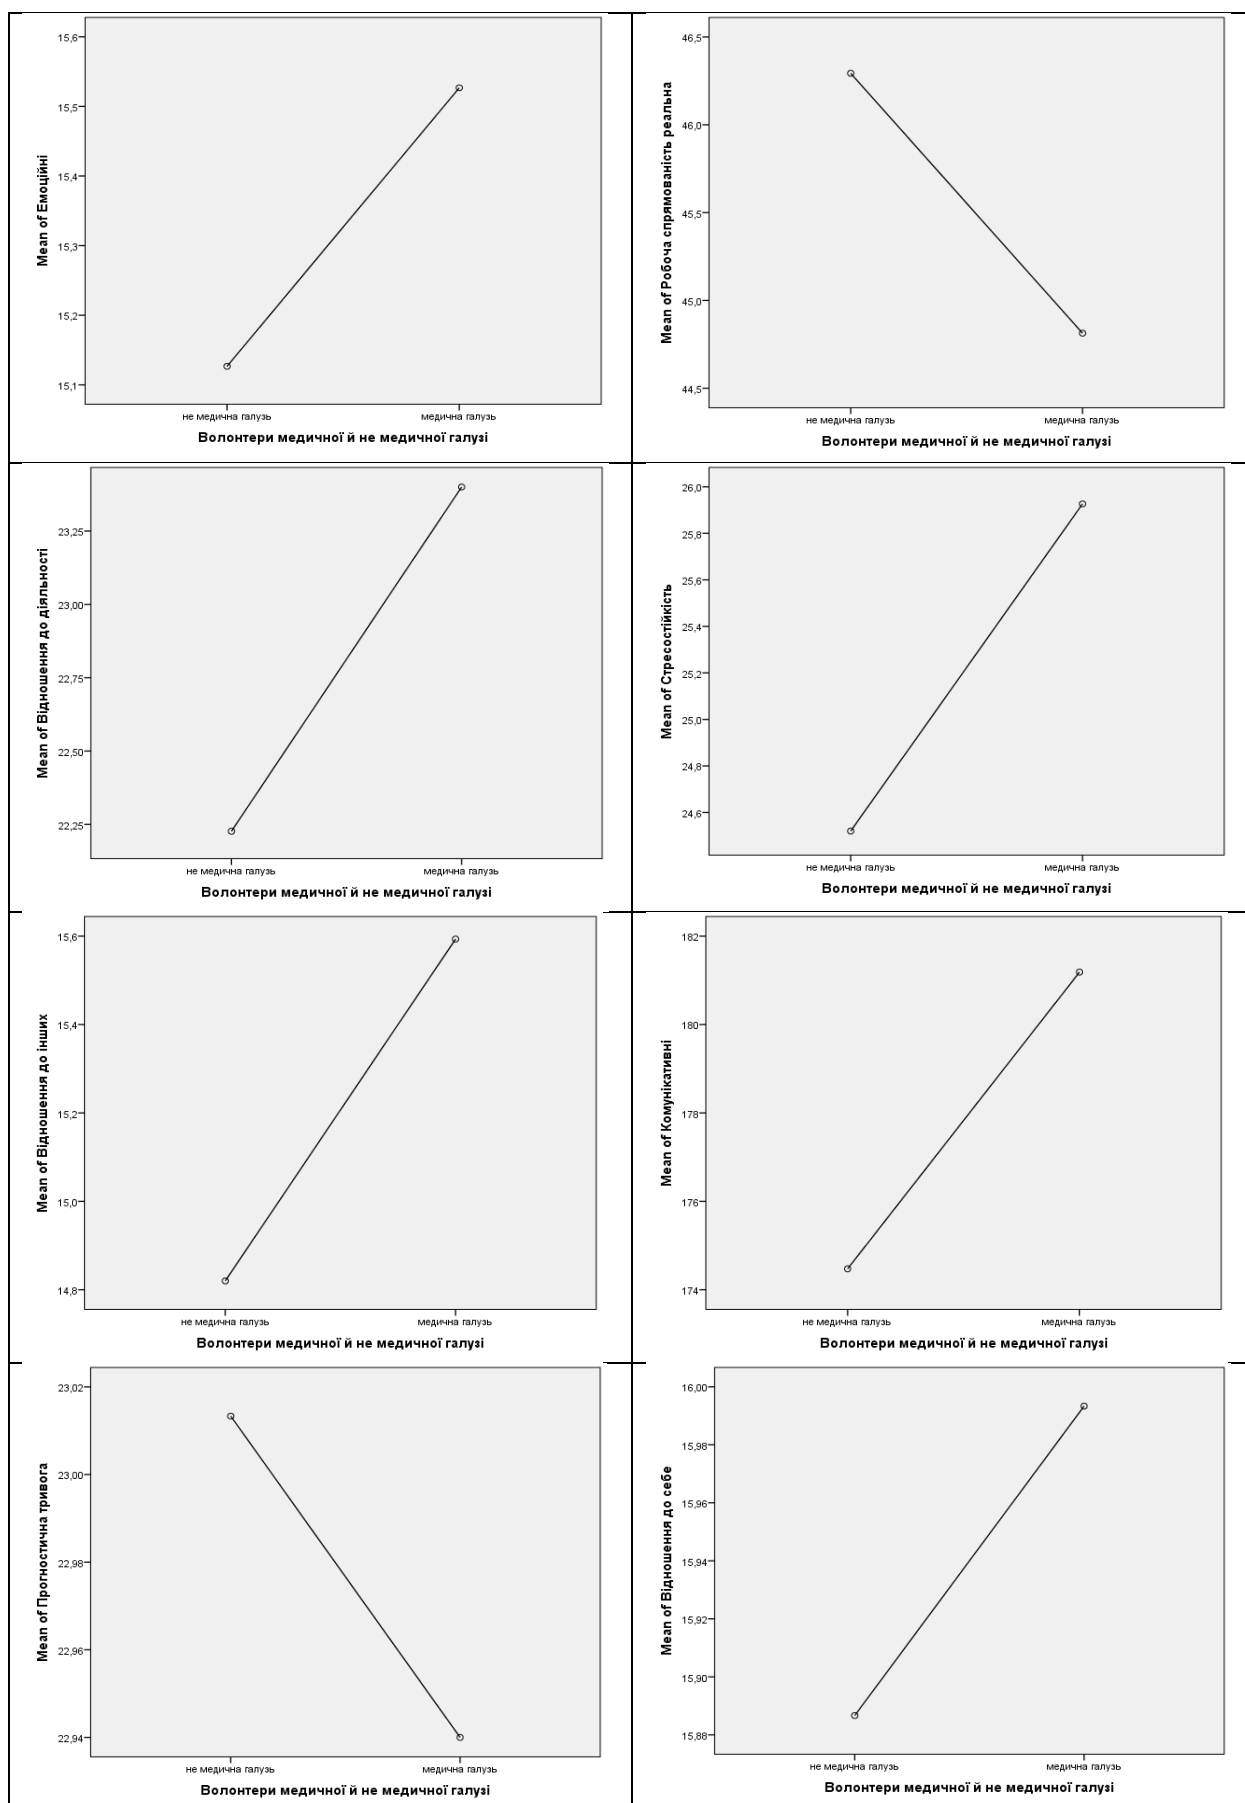 Mean of Емоційні
15,6
15,5
15,4
15,3
15,2
15,1
не медична галузь медична галузь
Волонтери медичної й не медичної галузі
Mean of Робоча спрямованість реальна
46,5
46,0
45,5
45,0
44,5
не медична галузь медична галузь
Волонтери медичної й не медичної галузі
Mean of Відношення до діяльності
23,25
23,00
22,75
22,50
22,25
не медична галузь медична галузь
Волонтери медичної й не медичної галузі
Mean of Стресостійкість
26,0
25,8
25,6
25,4
25,2
25,0
24,8
24,6
не медична галузь медична галузь
Волонтери медичної й не медичної галузі
Mean of Відношення до інших
15,6
15,4
15,2
15,0
14,8
не медична галузь медична галузь
Волонтери медичної й не медичної галузі
Mean of Комунікативні
182
180
178
176
174
не медична галузь медична галузь
Волонтери медичної й не медичної галузі
Mean of Прогностична тривога
23,02
23,00
22,98
22,96
22,94
не медична галузь медична галузь
Волонтери медичної й не медичної галузі
Mean of Відношення до себе
16,00
15,98
15,96
15,94
15,92
15,90
15,88
не медична галузь медична галузь
Волонтери медичної й не медичної галузі